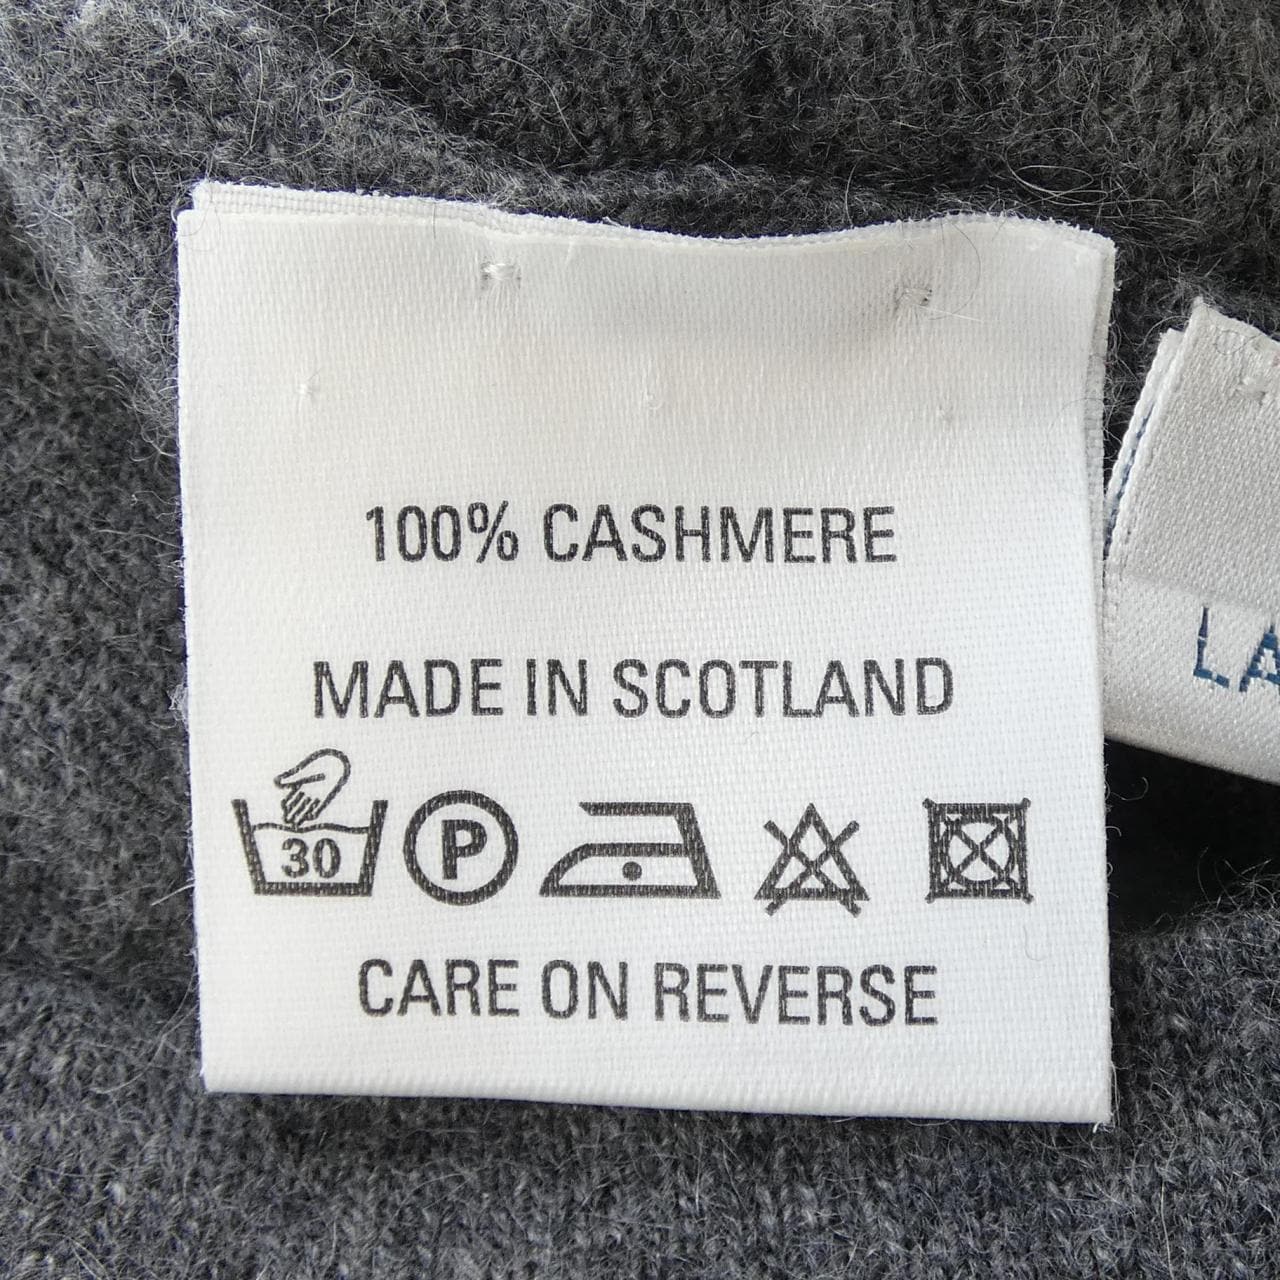 100% CASHMERE
MADE IN SCOTLAND
30 P
CARE ON REVERSE
LA